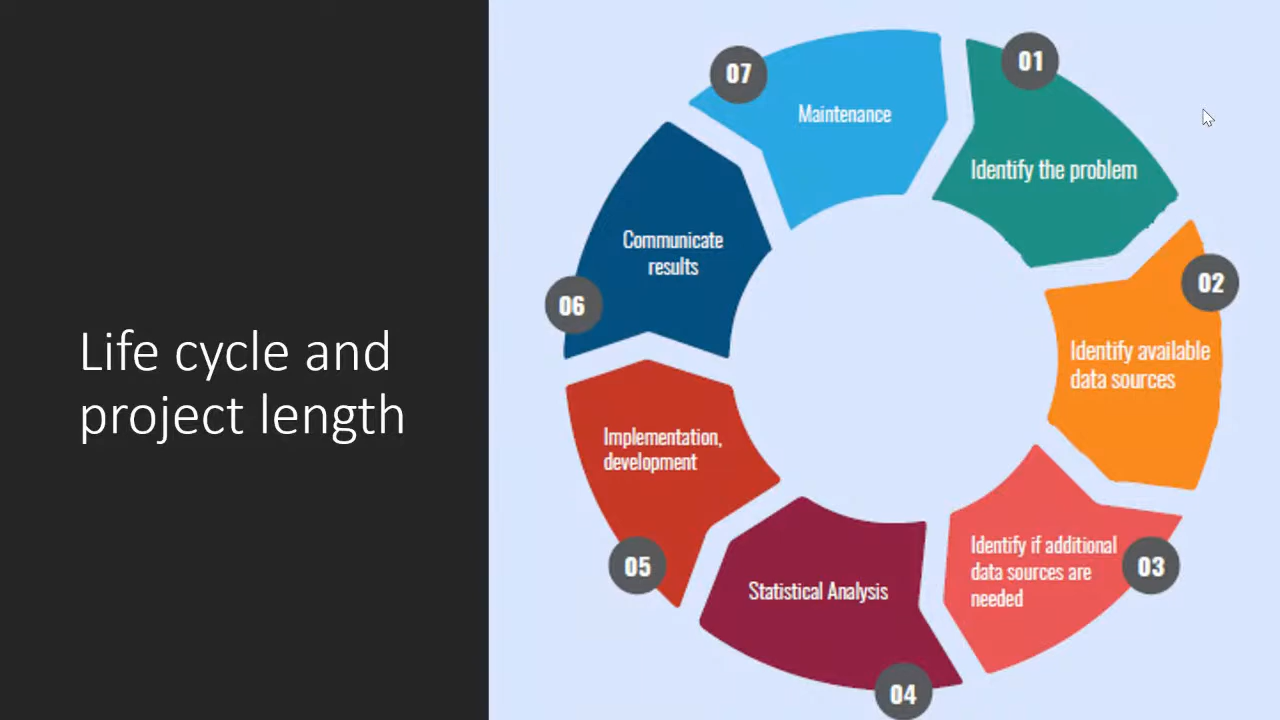 Life cycle and
project length
01
Identify the problem
02
Identify available
data sources
03
Identify if additional
data sources are
needed
04
Statistical Analysis
05
Implementation,
development
06
Communicate
results
07
Maintenance